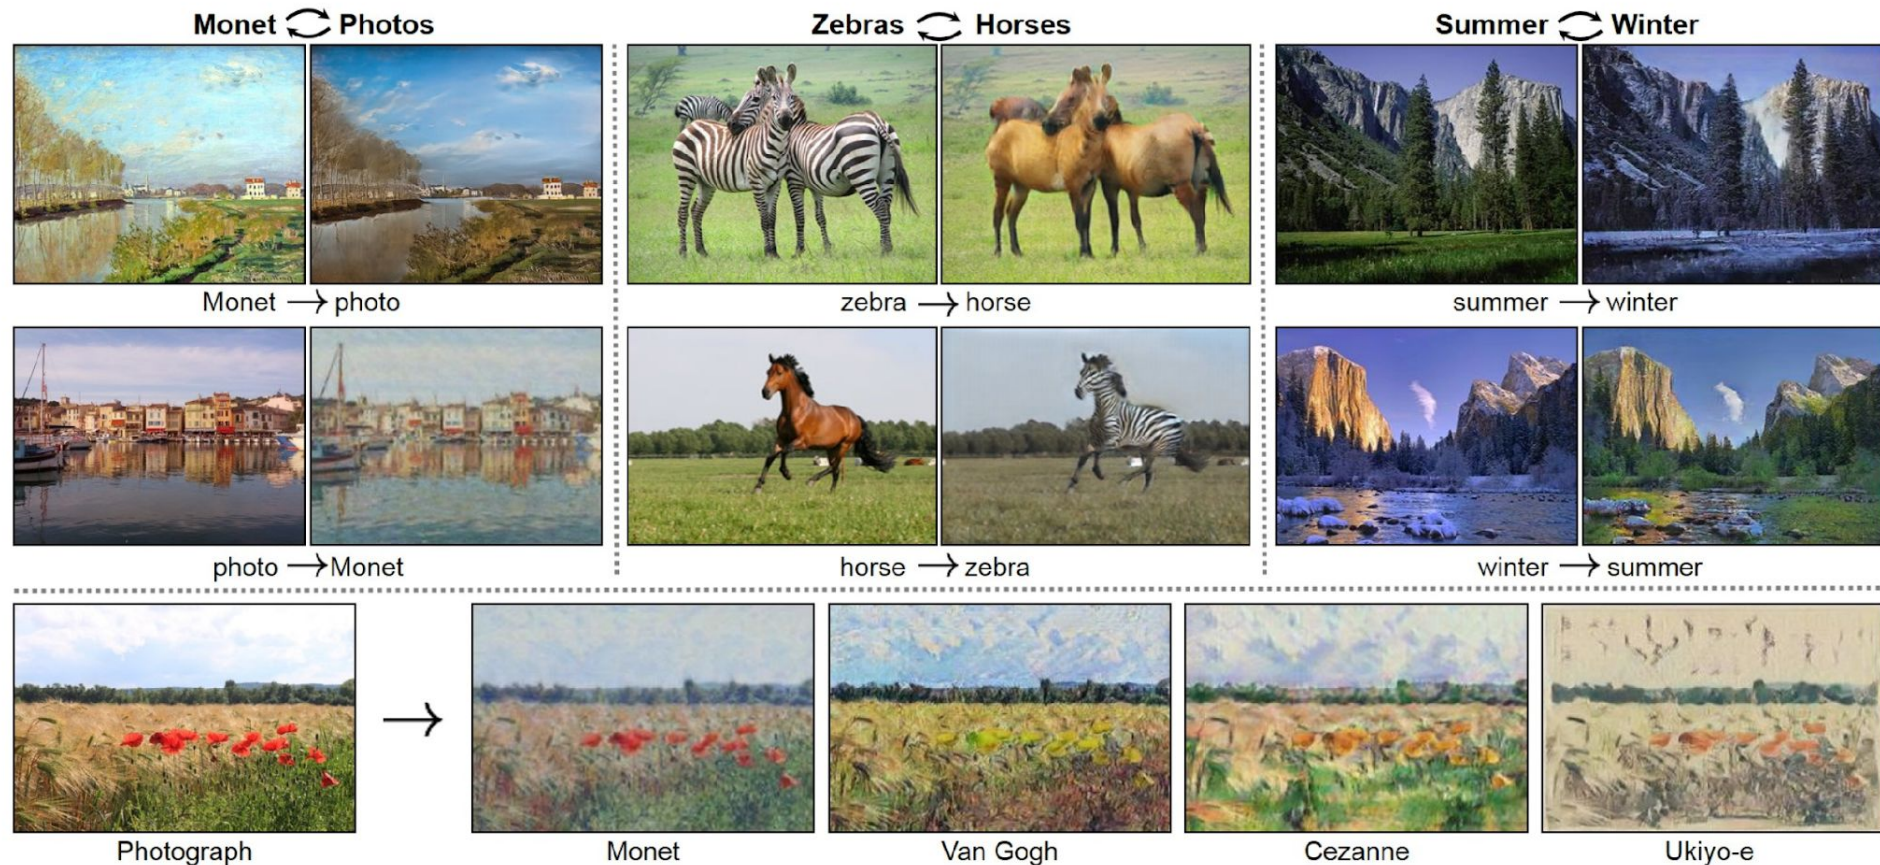 Monet ⇄ Photos
Zebras ⇄ Horses
Summer ⇄ Winter
Monet → photo
zebra → horse
summer → winter
photo → Monet
horse → zebra
winter → summer
Photograph
Monet
Van Gogh
Cezanne
Ukiyo-e